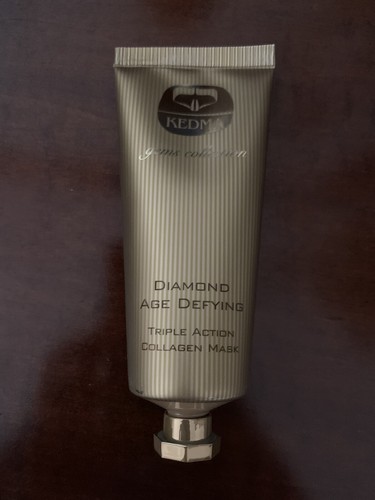 KEDMA
gems collection
DIAMOND
AGE DEFYING
TRIPLE ACTION
COLLAGEN MASK